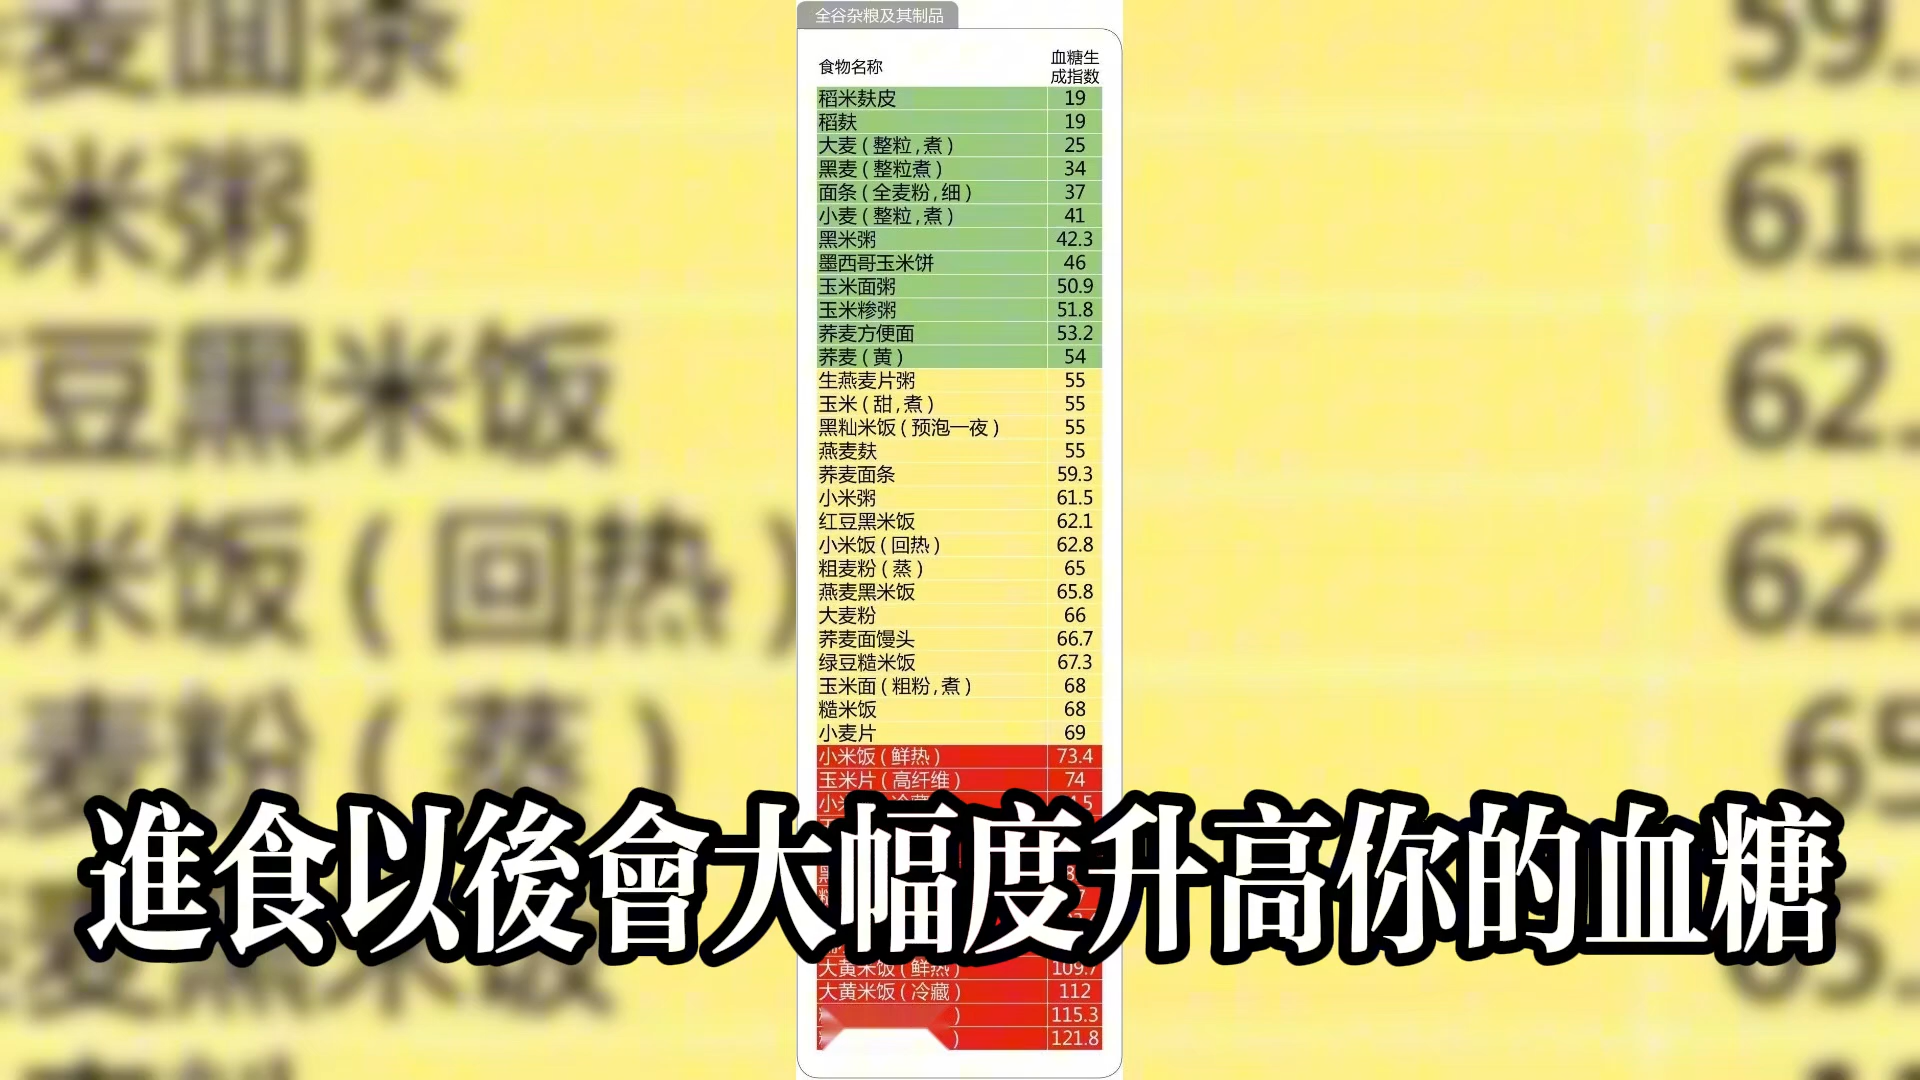 全谷杂粮及其制品
食物名称 血糖生成指数
稻米麸皮 19
稻麸 19
大麦(整粒,煮) 25
黑麦(整粒煮) 34
面条(全麦粉,细) 37
小麦(整粒,煮) 41
黑米粥 42.3
墨西哥玉米饼 46
玉米面粥 50.9
玉米糁粥 51.8
荞麦方便面 53.2
荞麦(黄) 54
生燕麦片粥 55
玉米(甜,煮) 55
黑籼米饭(预泡一夜) 55
燕麦麸 55
荞麦面条 59.3
小米粥 61.5
红豆黑米饭 62.1
小米饭(回热) 62.8
粗麦粉(蒸) 65
燕麦黑米饭 65.8
大麦粉 66
荞麦面馒头 66.7
绿豆糙米饭 67.3
玉米面(粗粉,煮) 68
糙米饭 68
小麦片 69
小米饭(鲜热) 73.4
玉米片(高纤维) 74
進食以後會大幅度升高你的血糖
大黄米饭(鲜热) 109.7
大黄米饭(冷藏) 112
115.3
121.8